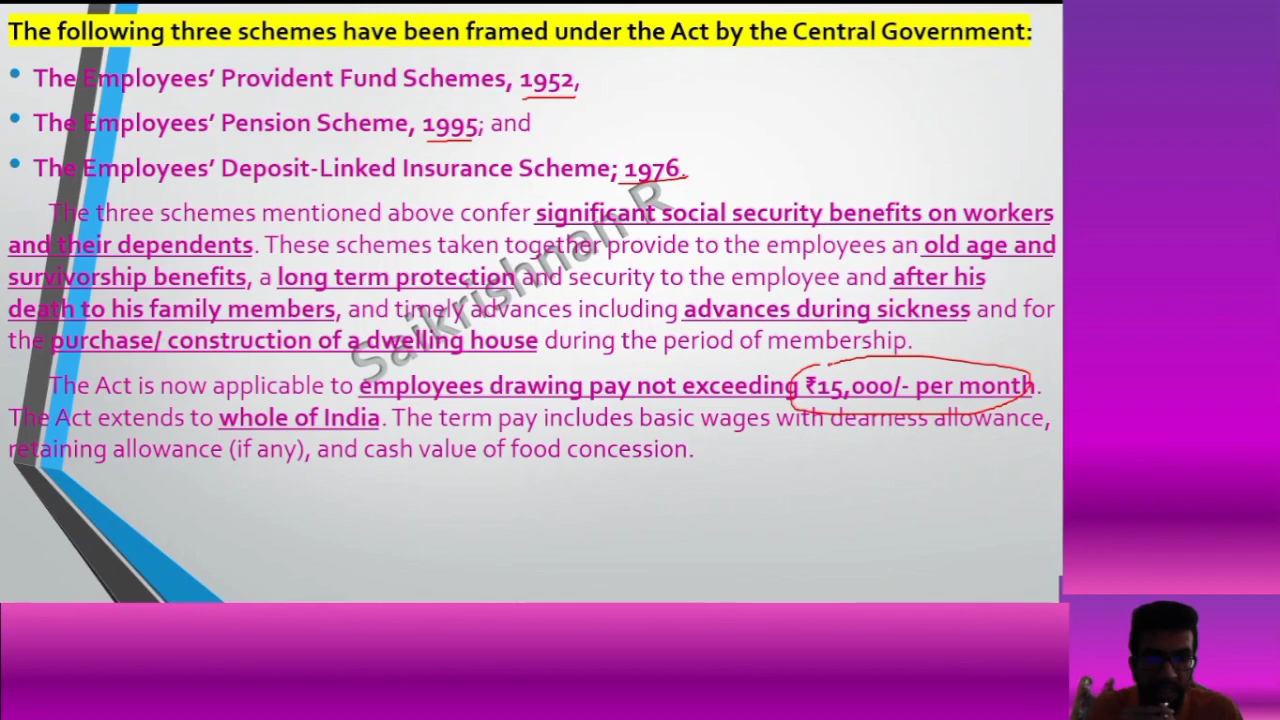 The following three schemes have been framed under the Act by the Central Government:
• The Employees' Provident Fund Schemes, 1952,
• The Employees' Pension Scheme, 1995; and
• The Employees' Deposit-Linked Insurance Scheme; 1976.
The three schemes mentioned above confer significant social security benefits on workers
and their dependents. These schemes taken together provide to the employees an old age and
survivorship benefits, a long term protection and security to the employee and after his
death to his family members, and timely advances including advances during sickness and for
the purchase/ construction of a dwelling house during the period of membership.
The Act is now applicable to employees drawing pay not exceeding ₹15,000/- per month.
The Act extends to whole of India. The term pay includes basic wages with dearness allowance,
retaining allowance (if any), and cash value of food concession.
Saikrishnan R